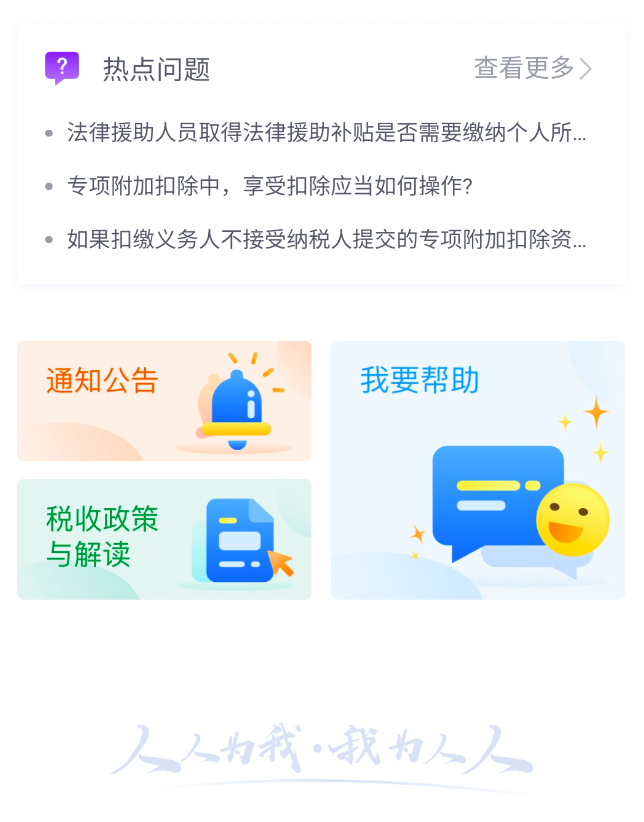 热点问题
查看更多
法律援助人员取得法律援助补贴是否需要缴纳个人所...
专项附加扣除中，享受扣除应当如何操作?
如果扣缴义务人不接受纳税人提交的专项附加扣除资...
通知公告
我要帮助
税收政策
与解读
人人为我·我为人人